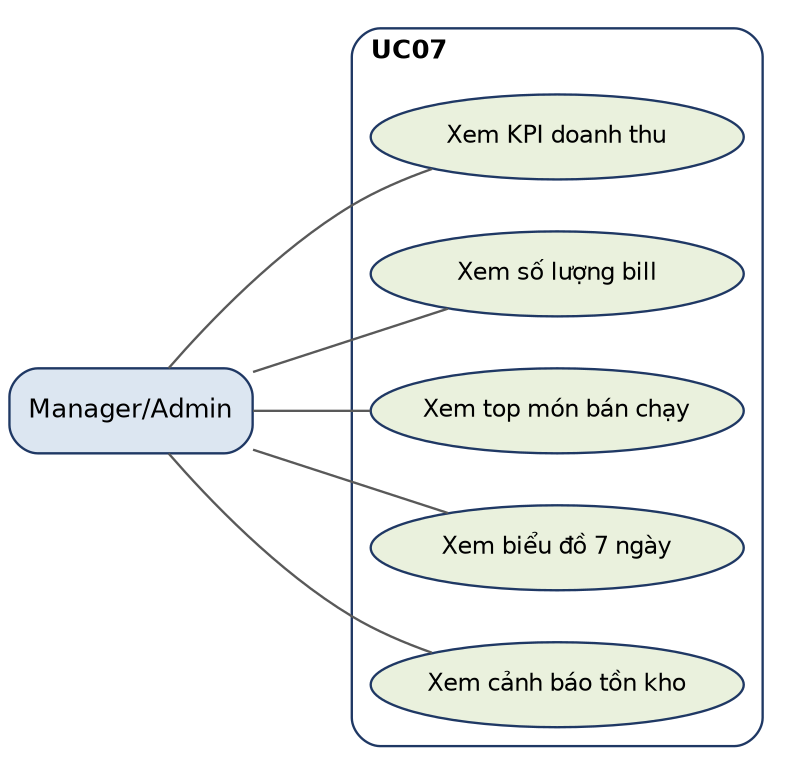 UC07
Xem KPI doanh thu
Xem số lượng bill
Manager/Admin
Xem top món bán chạy
Xem biểu đồ 7 ngày
Xem cảnh báo tồn kho